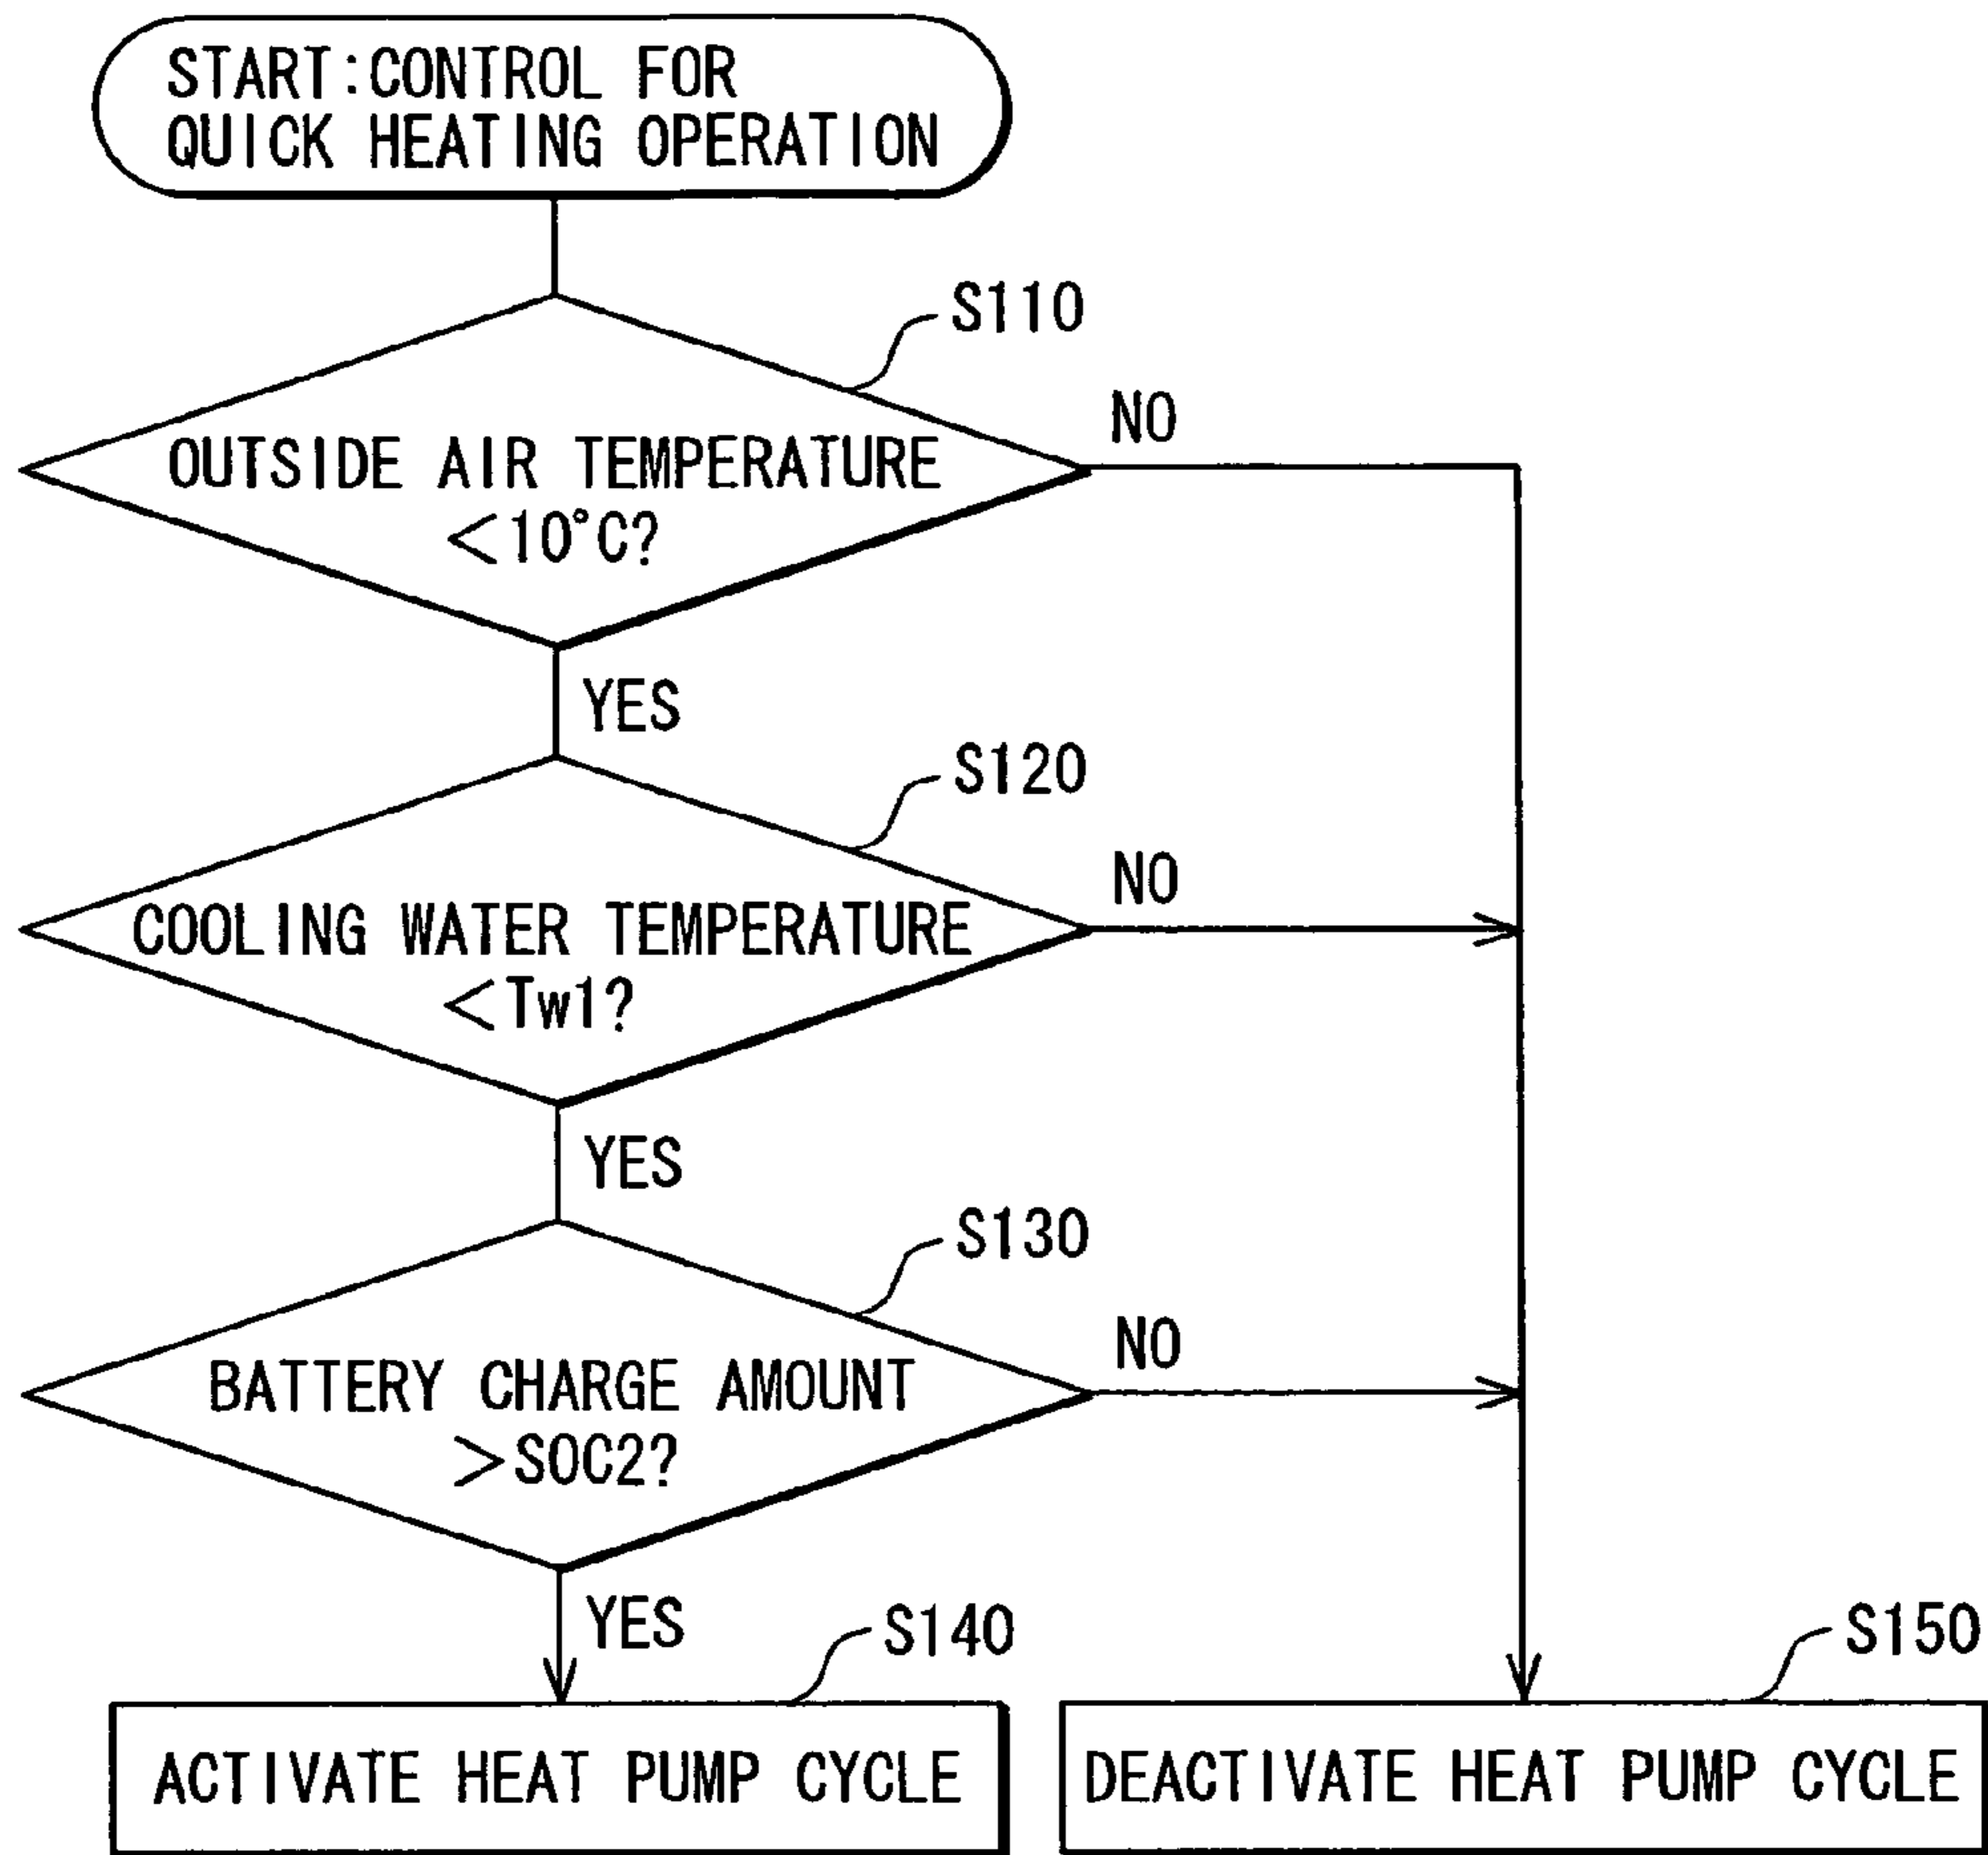 START:CONTROL FOR
QUICK HEATING OPERATION
S110
OUTSIDE AIR TEMPERATURE
<10°C?
NO
YES
S120
COOLING WATER TEMPERATURE
<Tw1?
NO
YES
S130
BATTERY CHARGE AMOUNT
>SOC2?
NO
YES
S140
S150
ACTIVATE HEAT PUMP CYCLE
DEACTIVATE HEAT PUMP CYCLE